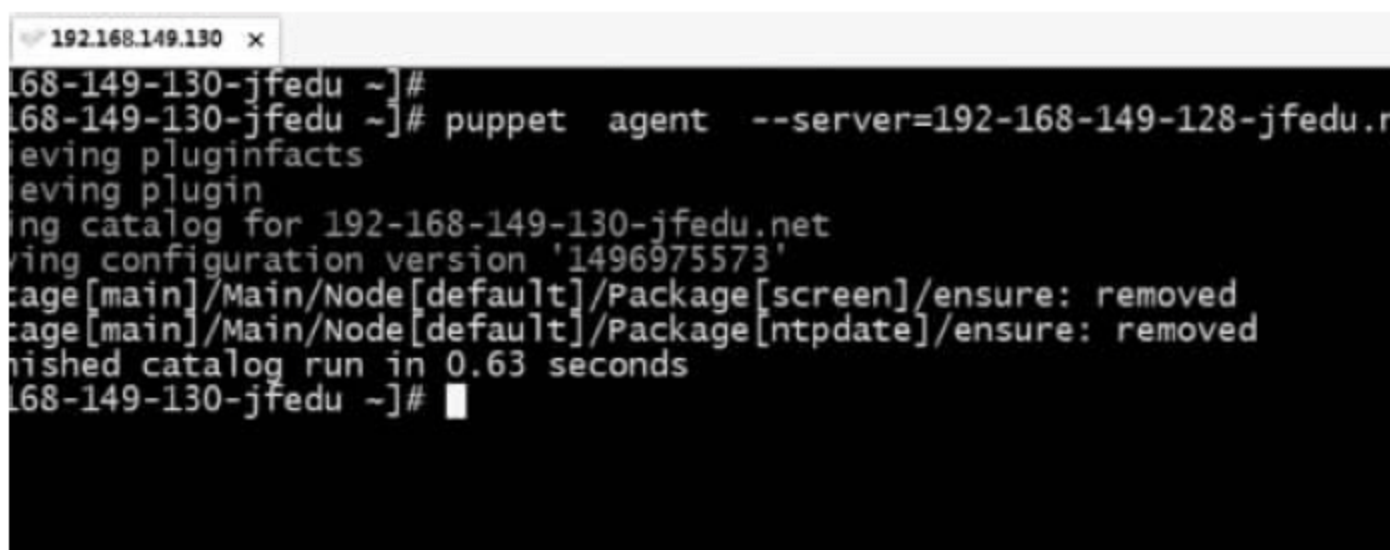 192.168.149.130 ×
168-149-130-jfedu ~]#
168-149-130-jfedu ~]# puppet  agent  --server=192-168-149-128-jfedu.n
ieving pluginfacts
ieving plugin
ing catalog for 192-168-149-130-jfedu.net
ying configuration version '1496975573'
tage[main]/Main/Node[default]/Package[screen]/ensure: removed
tage[main]/Main/Node[default]/Package[ntpdate]/ensure: removed
nished catalog run in 0.63 seconds
168-149-130-jfedu ~]#